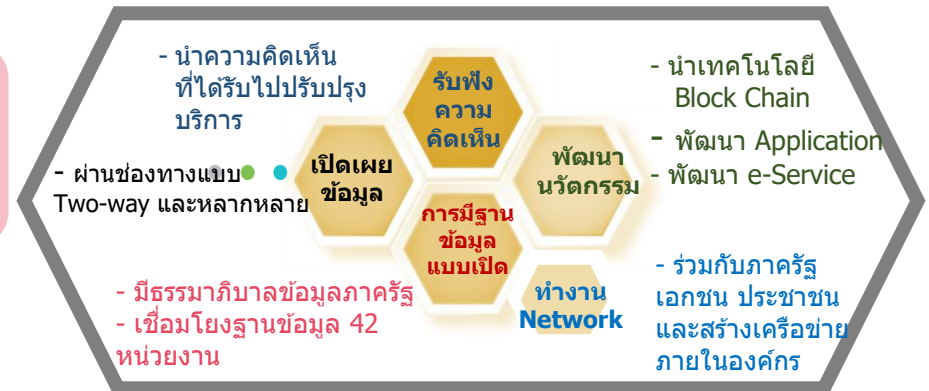 - นำความคิดเห็น
ที่ได้รับไปปรับปรุง
บริการ
รับฟัง
ความ
คิดเห็น
- นำเทคโนโลยี
Block Chain
- พัฒนา Application
- พัฒนา e-Service
พัฒนา
นวัตกรรม
เปิดเผย
ข้อมูล
- ผ่านช่องทางแบบ
Two-way และหลากหลาย
การมีฐาน
ข้อมูล
แบบเปิด
- มีธรรมาภิบาลข้อมูลภาครัฐ
- เชื่อมโยงฐานข้อมูล 42
หน่วยงาน
ทำงาน
Network
- ร่วมกับภาครัฐ
เอกชน ประชาชน
และสร้างเครือข่าย
ภายในองค์กร